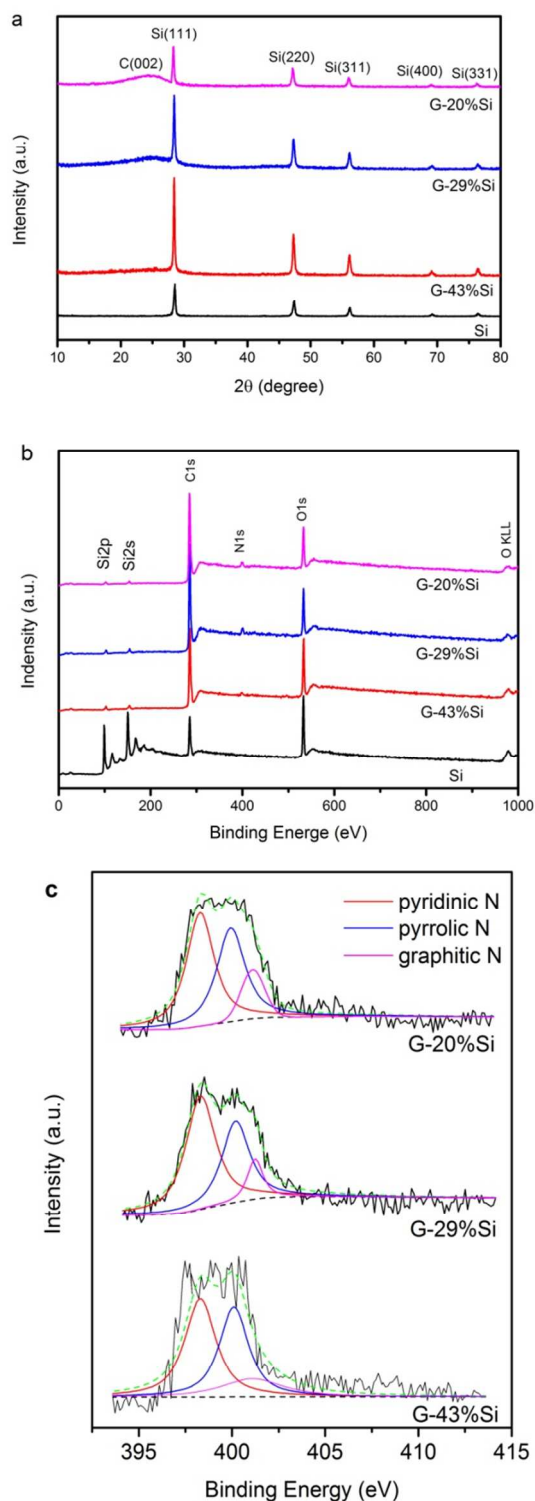 a
Si(111)
C(002)
Si(220)
Si(311)
Si(400)
Si(331)
G-20%Si
G-29%Si
G-43%Si
Si
Intensity (a.u.)
10 20 30 40 50 60 70 80
2θ (degree)
b
Si2p
Si2s
C1s
N1s
O1s
O KLL
G-20%Si
G-29%Si
G-43%Si
Si
Indensity (a.u.)
0 200 400 600 800 1000
Binding Energe (eV)
c
pyridinic N
pyrrolic N
graphitic N
G-20%Si
G-29%Si
G-43%Si
Intensity (a.u.)
395 400 405 410 415
Binding Energy (eV)